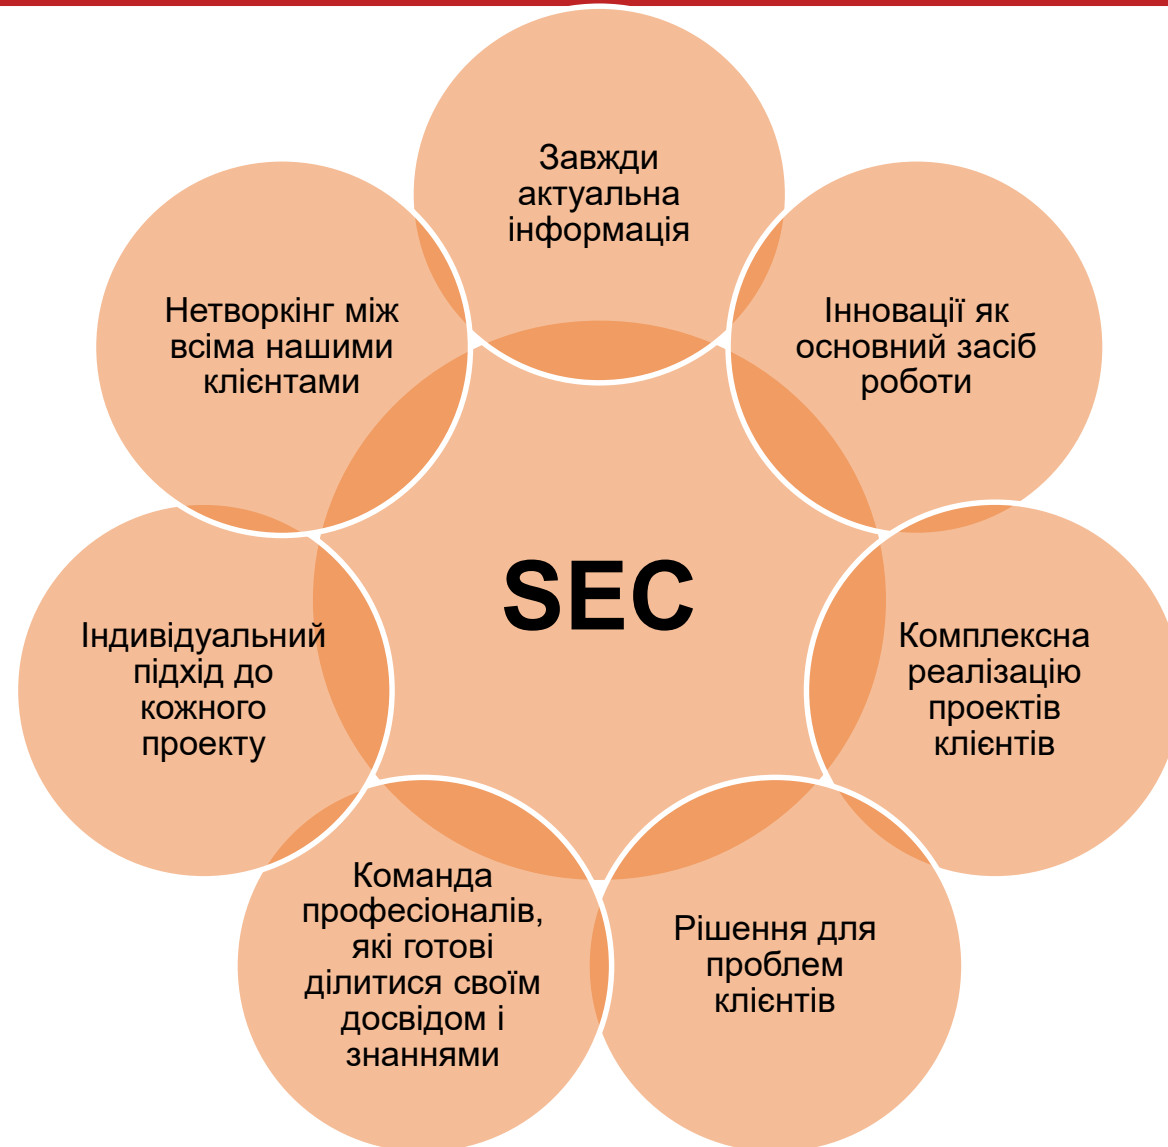 Завжди
актуальна
інформація
Інновації як
основний засіб
роботи
Комплексна
реалізацію
проектів
клієнтів
Рішення для
проблем
клієнтів
Команда
професіоналів,
які готові
ділитися своїм
досвідом і
знаннями
Індивідуальний
підхід до
кожного
проекту
Нетворкінг між
всіма нашими
клієнтами
SEC